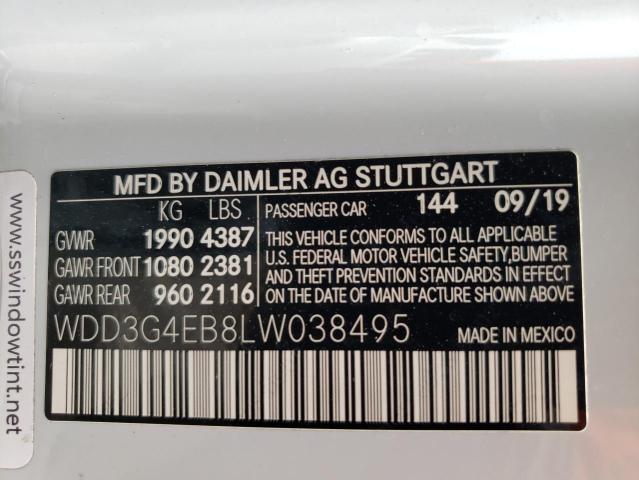 MFD BY DAIMLER AG STUTTGART
KG LBS
PASSENGER CAR 144 09/19
GVWR 1990 4387
GAWR FRONT 1080 2381
GAWR REAR 960 2116
THIS VEHICLE CONFORMS TO ALL APPLICABLE
U.S. FEDERAL MOTOR VEHICLE SAFETY, BUMPER
AND THEFT PREVENTION STANDARDS IN EFFECT
ON THE DATE OF MANUFACTURE SHOWN ABOVE
WDD3G4EB8LW038495
MADE IN MEXICO
www.sswindowtint.net